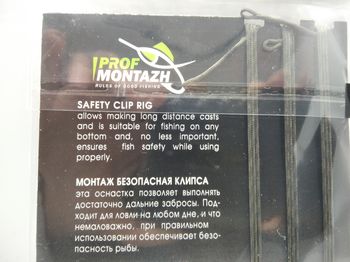 PROF
MONTAZH
RULES OF GOOD FISHING
SAFETY CLIP RIG
allows making long distance casts
and is suitable for fishing on any
bottom and, no less important,
ensures fish safety while using
properly.
МОНТАЖ БЕЗОПАСНАЯ КЛИПСА
эта оснастка позволяет выполнять
достаточно дальние забросы. Под-
ходит для ловли на любом дне, и что
немаловажно, при правильном
использовании обеспечивает безо-
пасность рыбы.